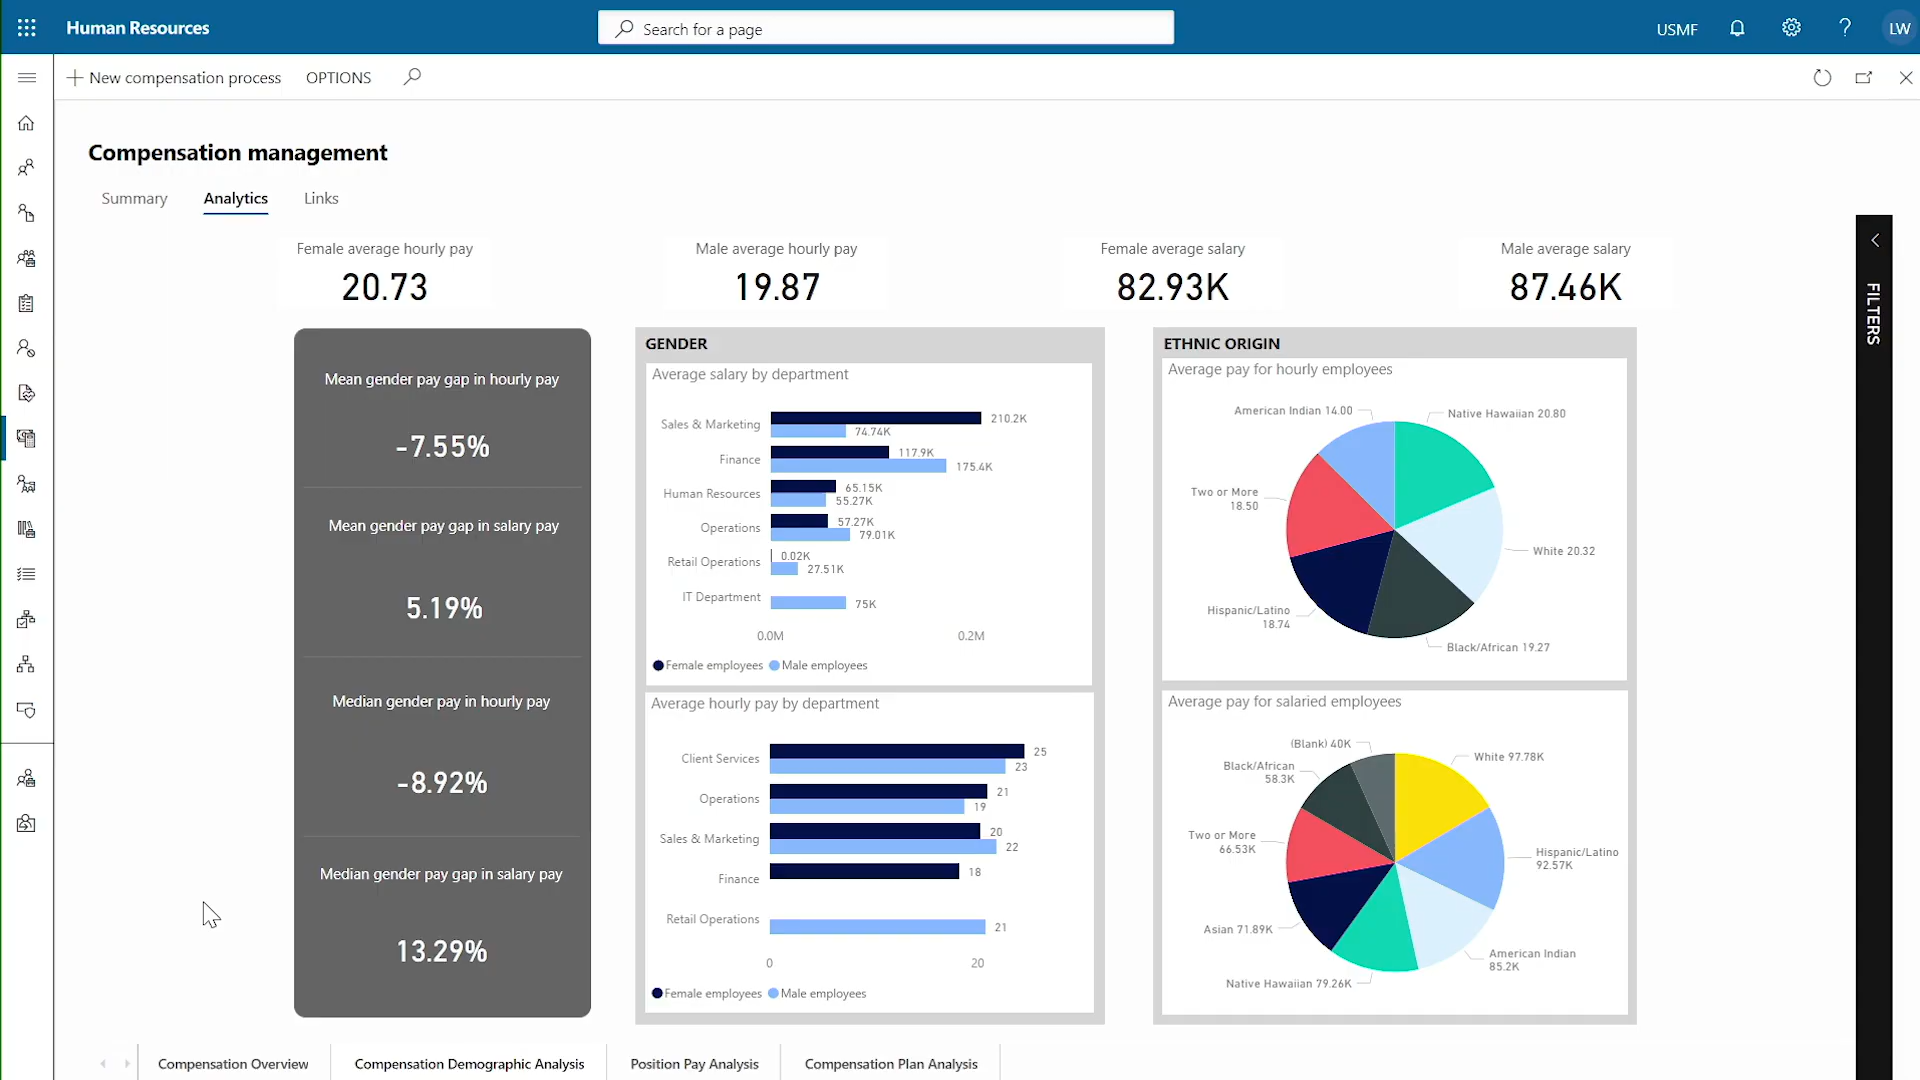 Human Resources
Search for a page
USMF
?
LW
New compensation process
OPTIONS
Compensation management
Summary
Analytics
Links
Female average hourly pay
20.73
Male average hourly pay
19.87
Female average salary
82.93K
Male average salary
87.46K
FILTERS
Mean gender pay gap in hourly pay
-7.55%
Mean gender pay gap in salary pay
5.19%
Median gender pay in hourly pay
-8.92%
Median gender pay gap in salary pay
13.29%
GENDER
Average salary by department
Sales & Marketing
210.2K
74.74K
Finance
117.9K
175.4K
Human Resources
65.15K
55.27K
Operations
57.27K
79.01K
Retail Operations
0.02K
27.51K
IT Department
75K
0.0M
0.2M
Female employees
Male employees
Average hourly pay by department
Client Services
25
23
Operations
21
19
Sales & Marketing
20
22
Finance
18
Retail Operations
21
0
20
Female employees
Male employees
ETHNIC ORIGIN
Average pay for hourly employees
American Indian 14.00
Native Hawaiian 20.80
Two or More
18.50
White 20.32
Hispanic/Latino
18.74
Black/African 19.27
Average pay for salaried employees
(Blank) 40K
White 97.78K
Black/African
58.3K
Two or More
66.53K
Hispanic/Latino
92.57K
Asian 71.89K
American Indian
85.2K
Native Hawaiian 79.26K
Compensation Overview
Compensation Demographic Analysis
Position Pay Analysis
Compensation Plan Analysis